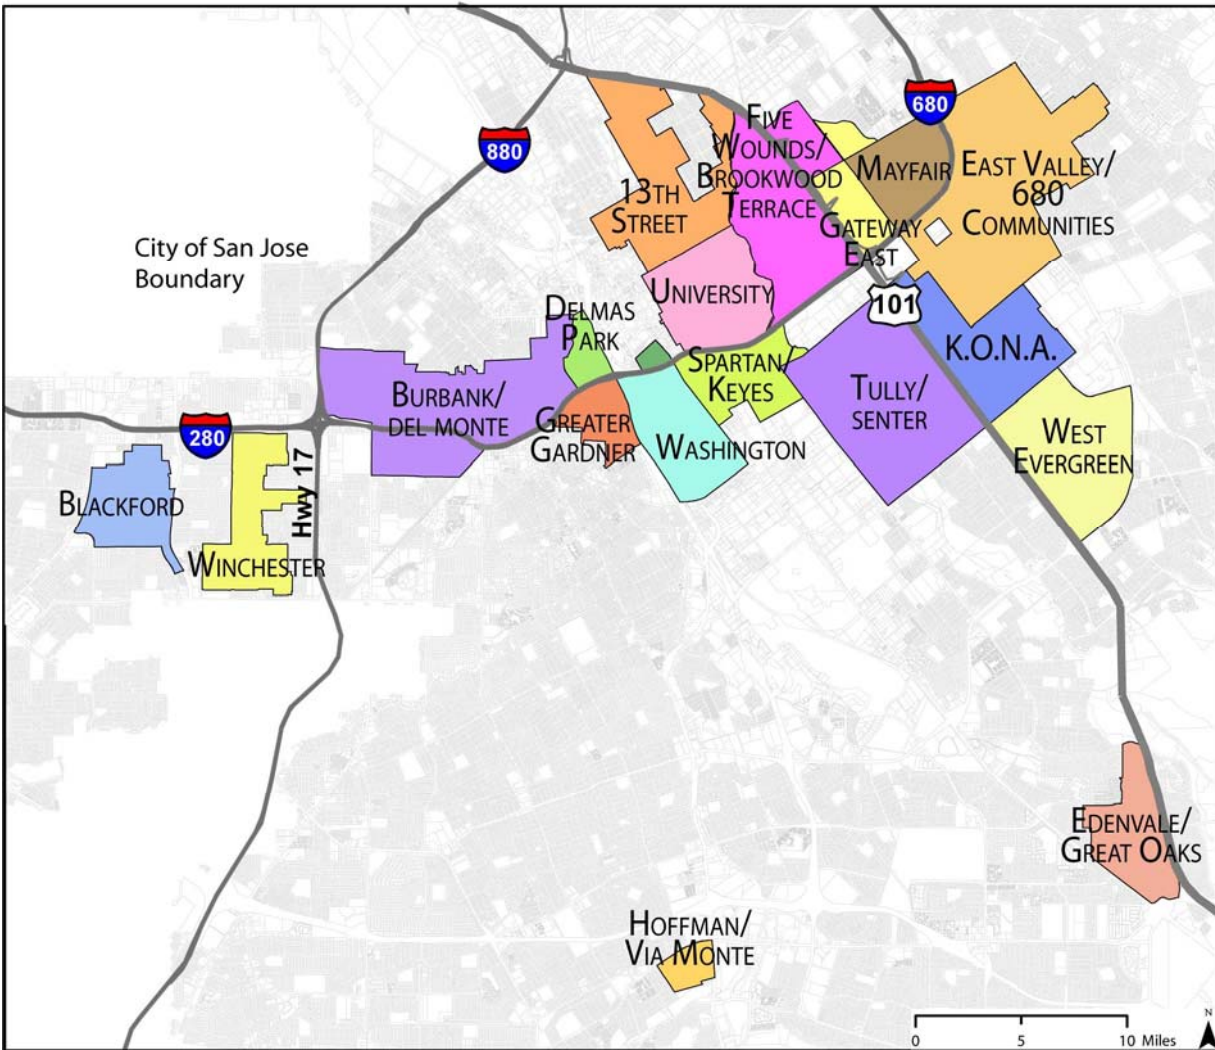 680
880
FIVE
WOUNDS/
BROOKWOOD
TERRACE
MAYFAIR
EAST VALLEY/
680
COMMUNITIES
13TH
STREET
GATEWAY
EAST
City of San Jose
Boundary
UNIVERSITY
101
DELMAS
PARK
K.O.N.A.
SPARTAN/
KEYES
BURBANK/
DEL MONTE
TULLY/
SENTER
GREATER
GARDNER
WASHINGTON
WEST
EVERGREEN
280
Hwy 17
BLACKFORD
WINCHESTER
EDENVALE/
GREAT OAKS
HOFFMAN/
VIA MONTE
N
0 5 10 Miles